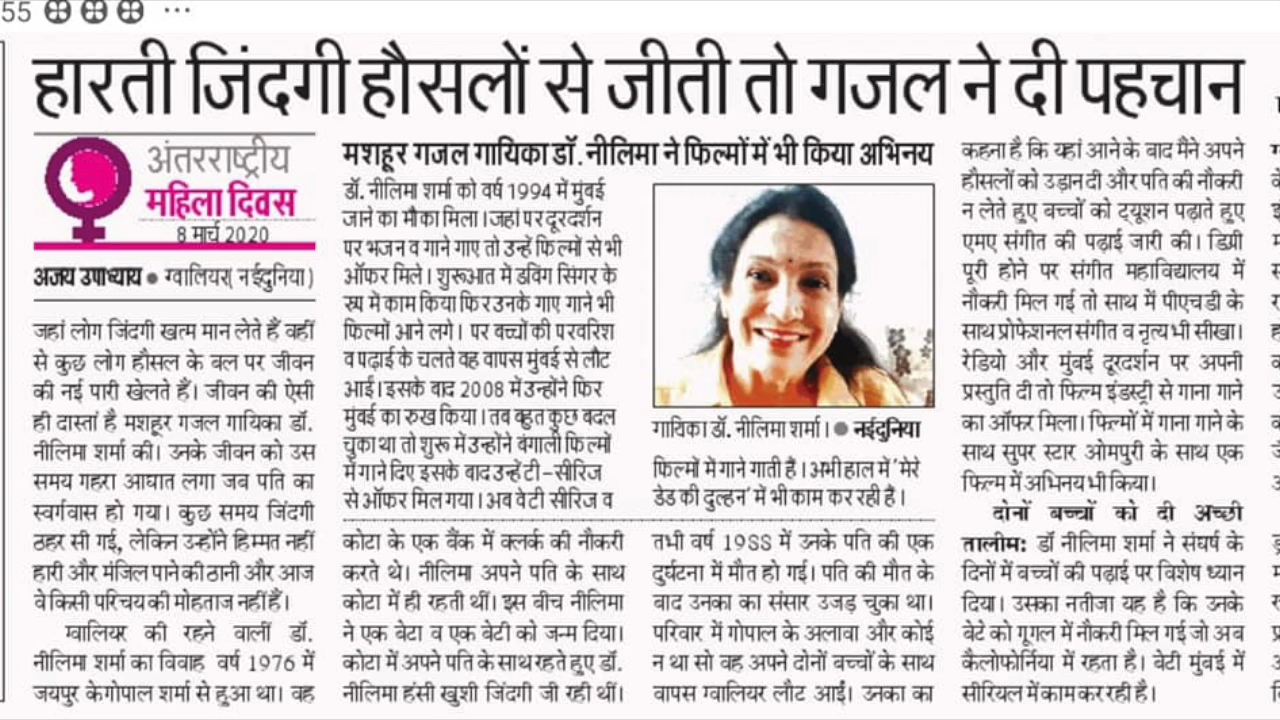 55
हारती जिंदगी हौसलों से जीती तो गजल ने दी पहचान
अंतरराष्ट्रीय
महिला दिवस
8 मार्च 2020
अजय उपाध्याय ● ग्वालियर( नईदुनिया)
जहां लोग जिंदगी खत्म मान लेते हैं वहीं
से कुछ लोग हौसल के बल पर जीवन
की नई पारी खेलते हैं। जीवन की ऐसी
ही दास्तां है मशहूर गजल गायिका डॉ.
नीलिमा शर्मा की। उनके जीवन को उस
समय गहरा आघात लगा जब पति का
स्वर्गवास हो गया। कुछ समय जिंदगी
ठहर सी गई, लेकिन उन्होंने हिम्मत नहीं
हारी और मंजिल पाने की ठानी और आज
वे किसी परिचय की मोहताज नहीं हैं।
ग्वालियर की रहने वालीं डॉ.
नीलिमा शर्मा का विवाह वर्ष 1976 में
जयपुर के गोपाल शर्मा से हुआ था। वह
मशहूर गजल गायिका डॉ. नीलिमा ने फिल्मों में भी किया अभिनय
डॉ. नीलिमा शर्मा को वर्ष 1994 में मुंबई
जाने का मौका मिला। जहां पर दूरदर्शन
पर भजन व गाने गाए तो उन्हें फिल्मों से भी
ऑफर मिले। शुरूआत में डबिंग सिंगर के
रूप में काम किया फिर उनके गाए गाने भी
फिल्मों आने लगे। पर बच्चों की परवरिश
व पढ़ाई के चलते वह वापस मुंबई से लौट
आई। इसके बाद 2008 में उन्होंने फिर
मुंबई का रुख किया। तब बहुत कुछ बदल
चुका था तो शुरू में उन्होंने बंगाली फिल्मों
में गाने दिए इसके बाद उन्हें टी-सीरिज
से ऑफर मिल गया। अब वे टी सीरिज व
गायिका डॉ. नीलिमा शर्मा। ● नईदुनिया
फिल्मों में गाने गाती हैं। अभी हाल में 'मेरे
डेड की दुल्हन' में भी काम कर रही हैं।
कोटा के एक बैंक में क्लर्क की नौकरी
करते थे। नीलिमा अपने पति के साथ
कोटा में ही रहती थीं। इस बीच नीलिमा
ने एक बेटा व एक बेटी को जन्म दिया।
कोटा में अपने पति के साथ रहते हुए डॉ.
नीलिमा हंसी खुशी जिंदगी जी रही थीं।
तभी वर्ष 1988 में उनके पति की एक
दुर्घटना में मौत हो गई। पति की मौत के
बाद उनका का संसार उजड़ चुका था।
परिवार में गोपाल के अलावा और कोई
न था सो वह अपने दोनों बच्चों के साथ
वापस ग्वालियर लौट आईं। उनका का
कहना है कि यहां आने के बाद मैंने अपने
हौसलों को उड़ान दी और पति की नौकरी
न लेते हुए बच्चों को ट्यूशन पढ़ाते हुए
एमए संगीत की पढ़ाई जारी की। डिग्री
पूरी होने पर संगीत महाविद्यालय में
नौकरी मिल गई तो साथ में पीएचडी के
साथ प्रोफेशनल संगीत व नृत्य भी सीखा।
रेडियो और मुंबई दूरदर्शन पर अपनी
प्रस्तुति दी तो फिल्म इंडस्ट्री से गाना गाने
का ऑफर मिला। फिल्मों में गाना गाने के
साथ सुपर स्टार ओमपुरी के साथ एक
फिल्म में अभिनय भी किया।
दोनों बच्चों को दी अच्छी
तालीम: डॉ नीलिमा शर्मा ने संघर्ष के
दिनों में बच्चों की पढ़ाई पर विशेष ध्यान
दिया। उसका नतीजा यह है कि उनके
बेटे को गूगल में नौकरी मिल गई जो अब
कैलोफोर्निया में रहता है। बेटी मुंबई में
सीरियल में काम कर रही है।